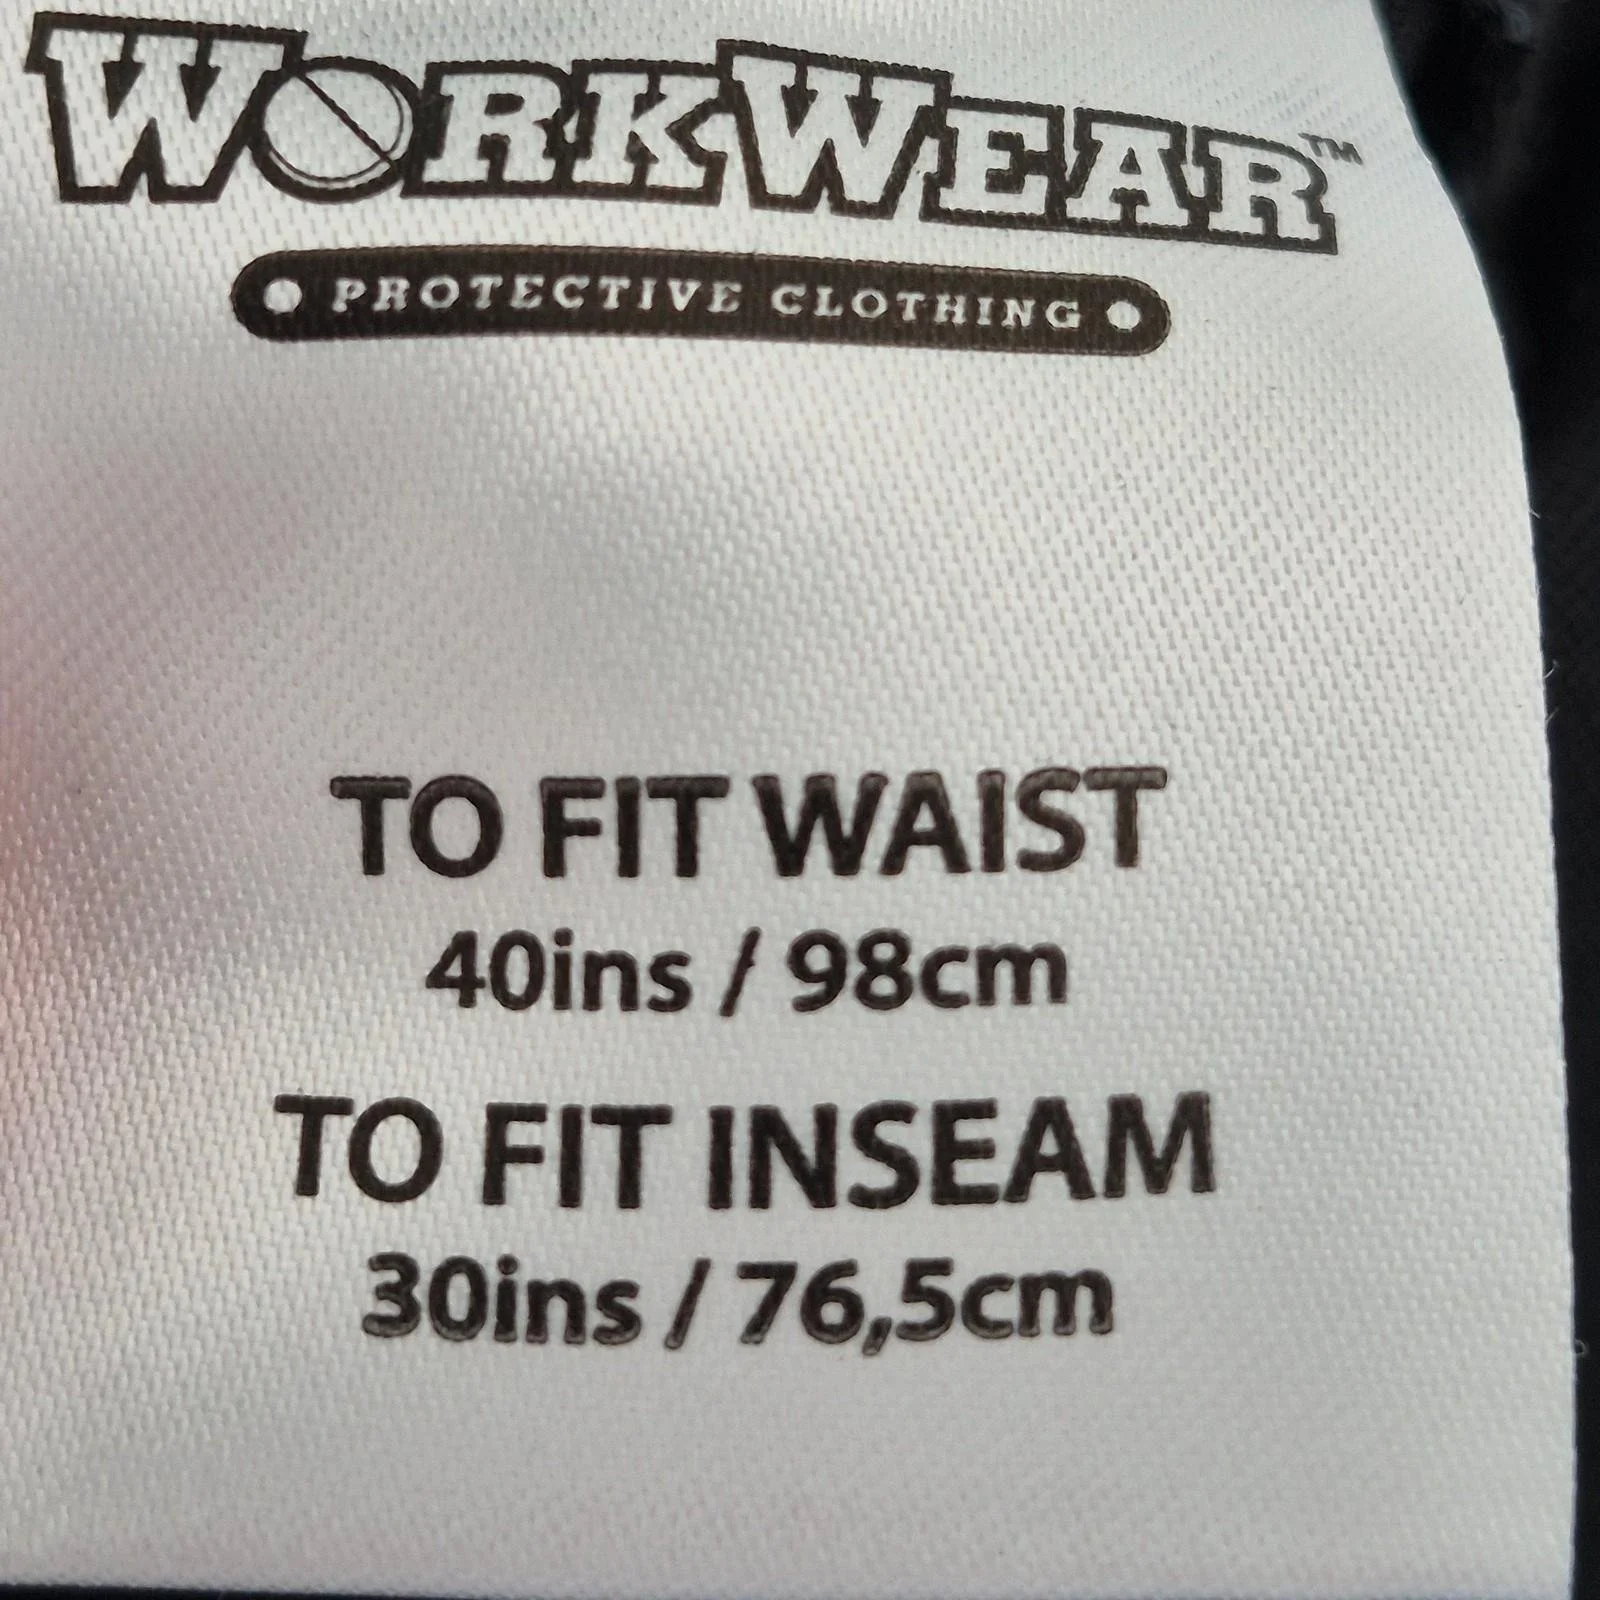 WORKWEAR™
• PROTECTIVE CLOTHING •
TO FIT WAIST
40ins / 98cm
TO FIT INSEAM
30ins / 76,5cm